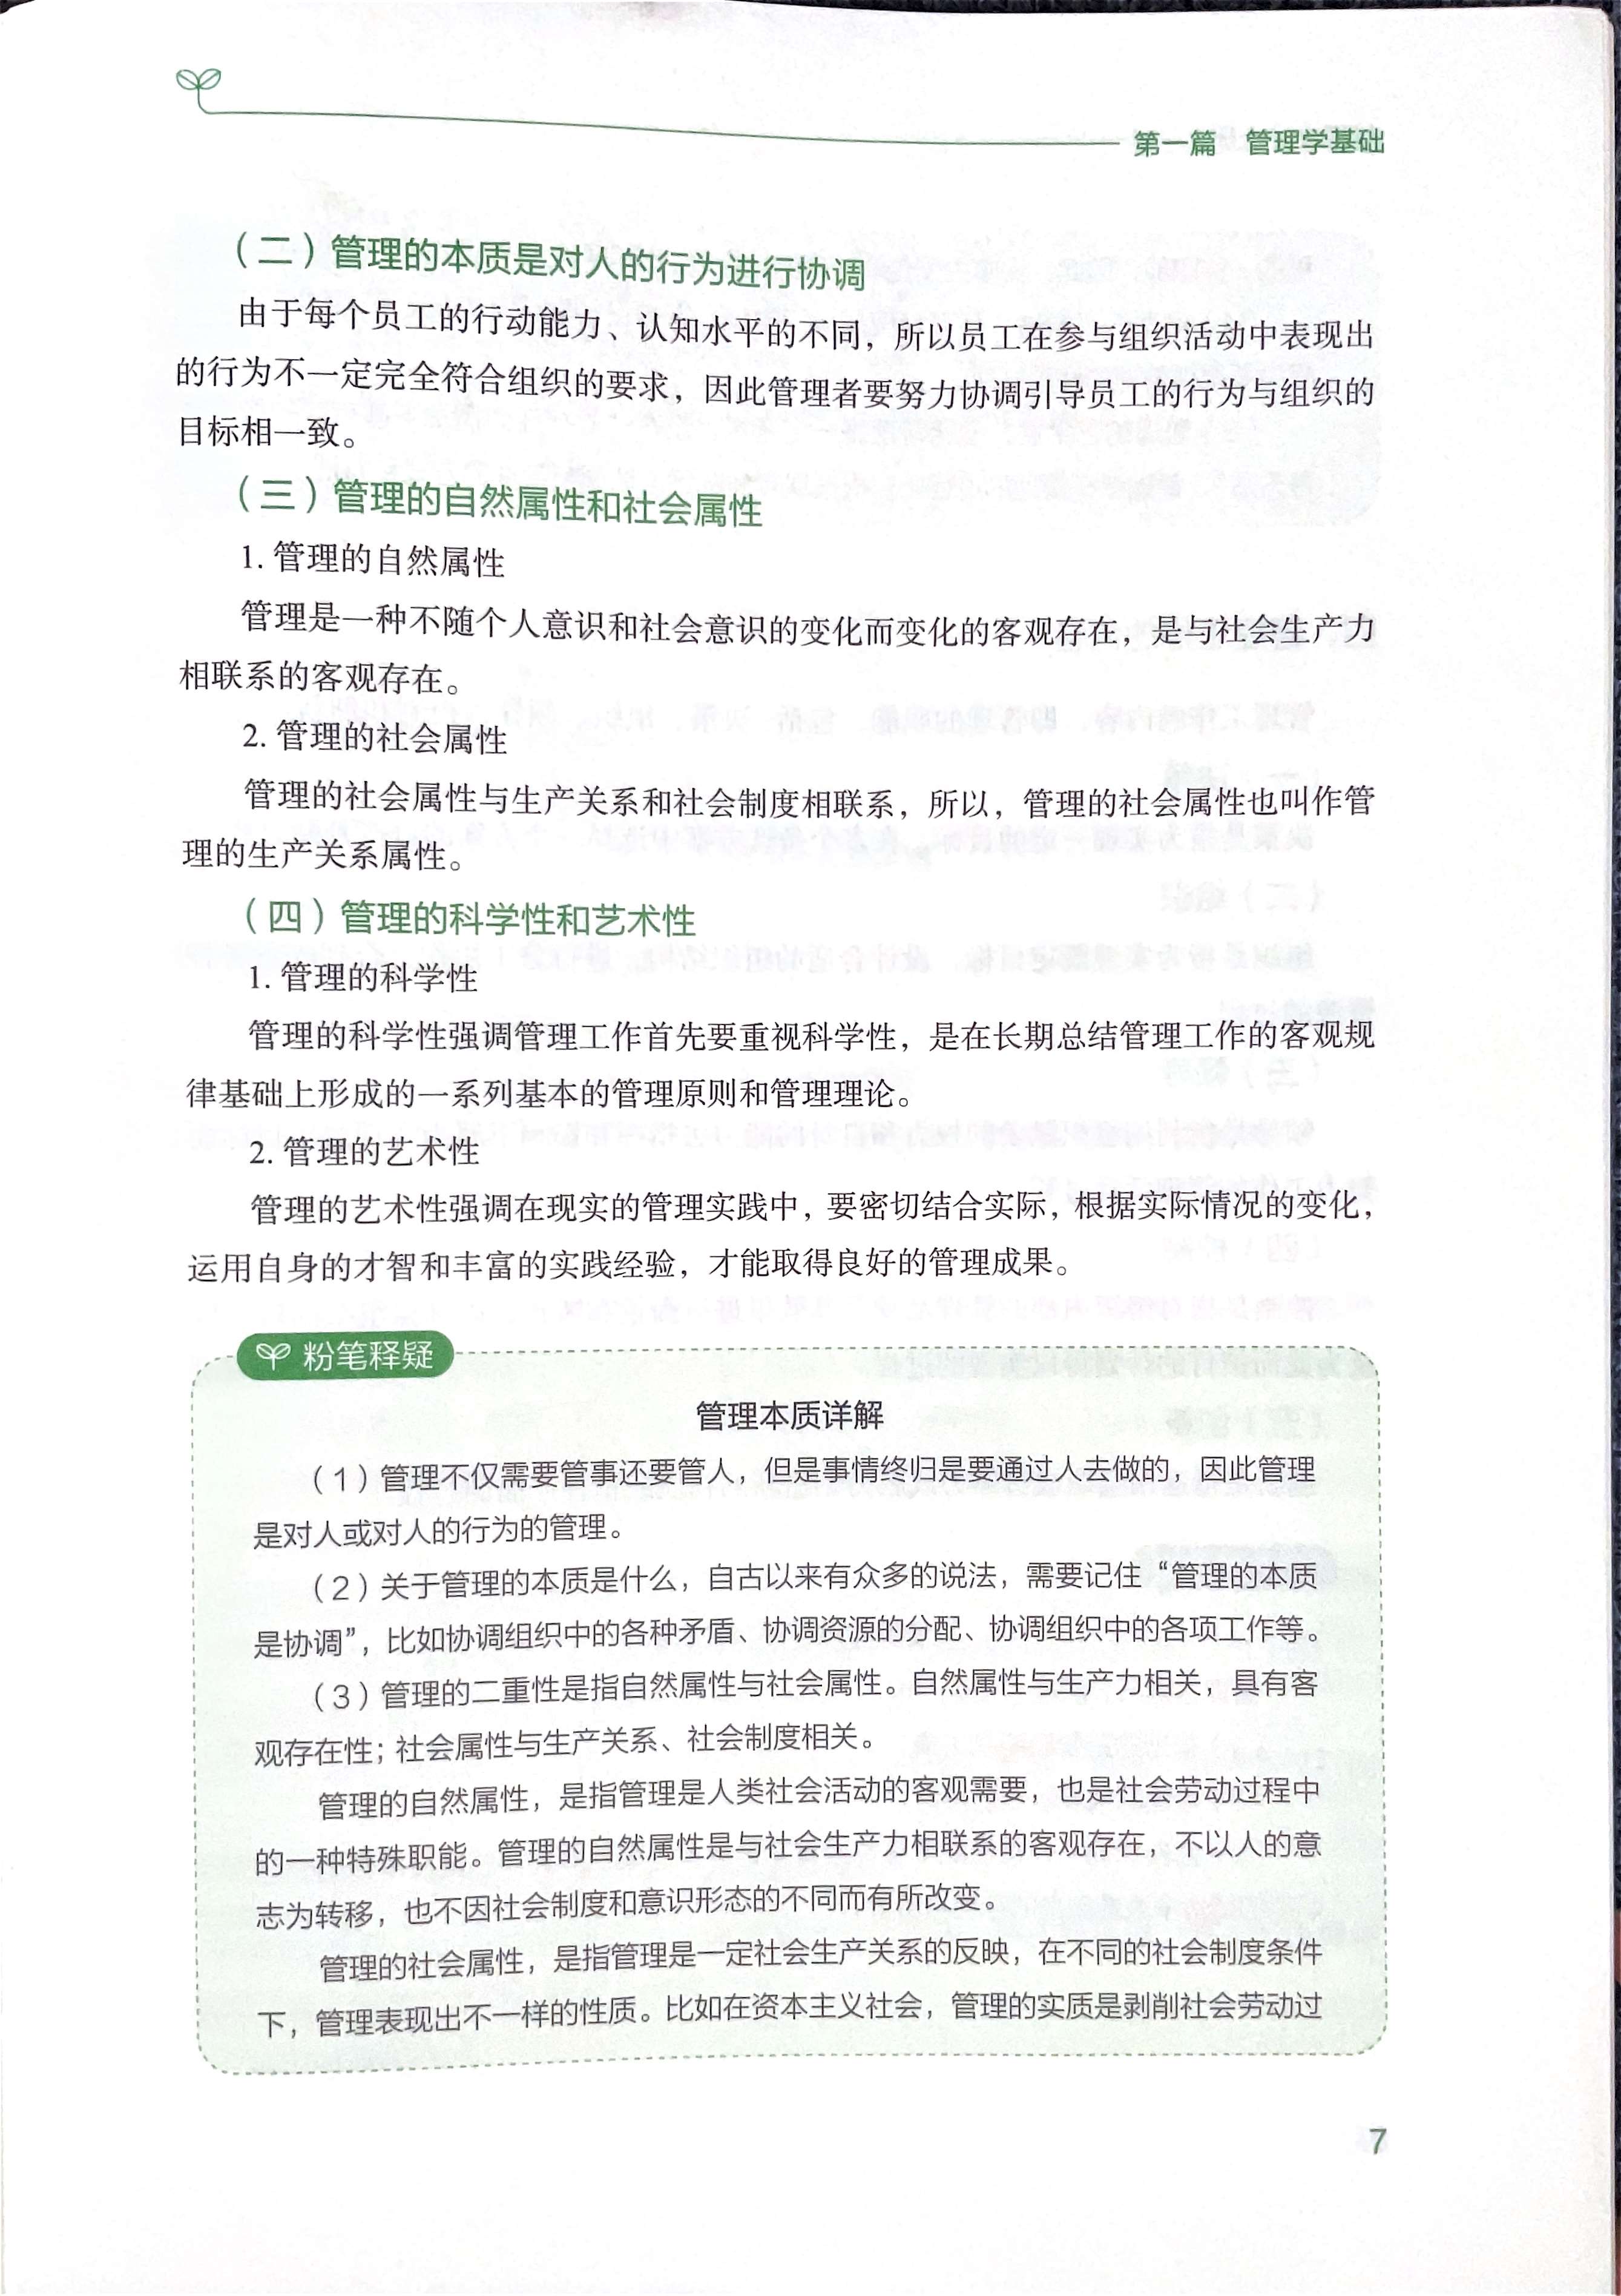 第一篇 管理学基础
（二）管理的本质是对人的行为进行协调
由于每个员工的行动能力、认知水平的不同，所以员工在参与组织活动中表现出
的行为不一定完全符合组织的要求，因此管理者要努力协调引导员工的行为与组织的
目标相一致。
（三）管理的自然属性和社会属性
1. 管理的自然属性
管理是一种不随个人意识和社会意识的变化而变化的客观存在，是与社会生产力
相联系的客观存在。
2. 管理的社会属性
管理的社会属性与生产关系和社会制度相联系，所以，管理的社会属性也叫作管
理的生产关系属性。
（四）管理的科学性和艺术性
1. 管理的科学性
管理的科学性强调管理工作首先要重视科学性，是在长期总结管理工作的客观规
律基础上形成的一系列基本的管理原则和管理理论。
2. 管理的艺术性
管理的艺术性强调在现实的管理实践中，要密切结合实际，根据实际情况的变化，
运用自身的才智和丰富的实践经验，才能取得良好的管理成果。
粉笔释疑
管理本质详解
（1）管理不仅需要管事还要管人，但是事情终归是要通过人去做的，因此管理
是对人或对人的行为的管理。
（2）关于管理的本质是什么，自古以来有众多的说法，需要记住“管理的本质
是协调”，比如协调组织中的各种矛盾、协调资源的分配、协调组织中的各项工作等。
（3）管理的二重性是指自然属性与社会属性。自然属性与生产力相关，具有客
观存在性；社会属性与生产关系、社会制度相关。
管理的自然属性，是指管理是人类社会活动的客观需要，也是社会劳动过程中
的一种特殊职能。管理的自然属性是与社会生产力相联系的客观存在，不以人的意
志为转移，也不因社会制度和意识形态的不同而有所改变。
管理的社会属性，是指管理是一定社会生产关系的反映，在不同的社会制度条件
下，管理表现出不一样的性质。比如在资本主义社会，管理的实质是剥削社会劳动过
7